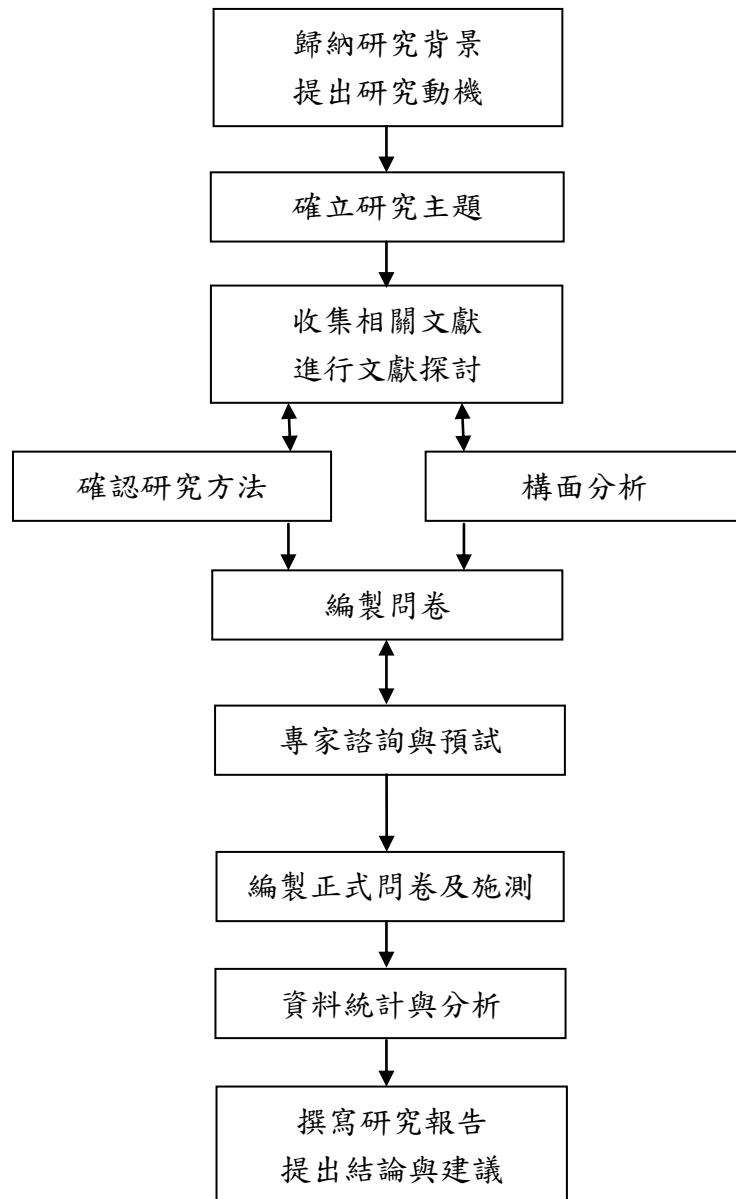 歸納研究背景
提出研究動機
確立研究主題
收集相關文獻
進行文獻探討
確認研究方法
構面分析
編製問卷
專家諮詢與預試
編製正式問卷及施測
資料統計與分析
撰寫研究報告
提出結論與建議